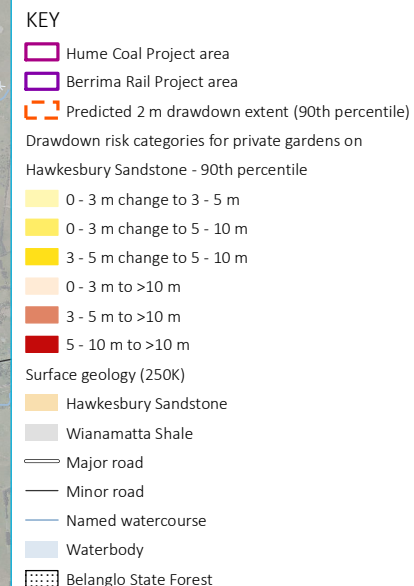 KEY
Hume Coal Project area
Berrima Rail Project area
Predicted 2 m drawdown extent (90th percentile)
Drawdown risk categories for private gardens on
Hawkesbury Sandstone - 90th percentile
0 - 3 m change to 3 - 5 m
0 - 3 m change to 5 - 10 m
3 - 5 m change to 5 - 10 m
0 - 3 m to >10 m
3 - 5 m to >10 m
5 - 10 m to >10 m
Surface geology (250K)
Hawkesbury Sandstone
Wianamatta Shale
Major road
Minor road
Named watercourse
Waterbody
Belanglo State Forest